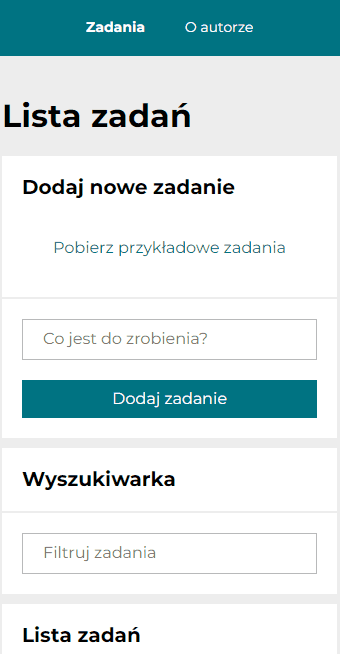 Zadania O autorze
Lista zadań
Dodaj nowe zadanie
Pobierz przykładowe zadania
Co jest do zrobienia?
Dodaj zadanie
Wyszukiwarka
Filtruj zadania
Lista zadań